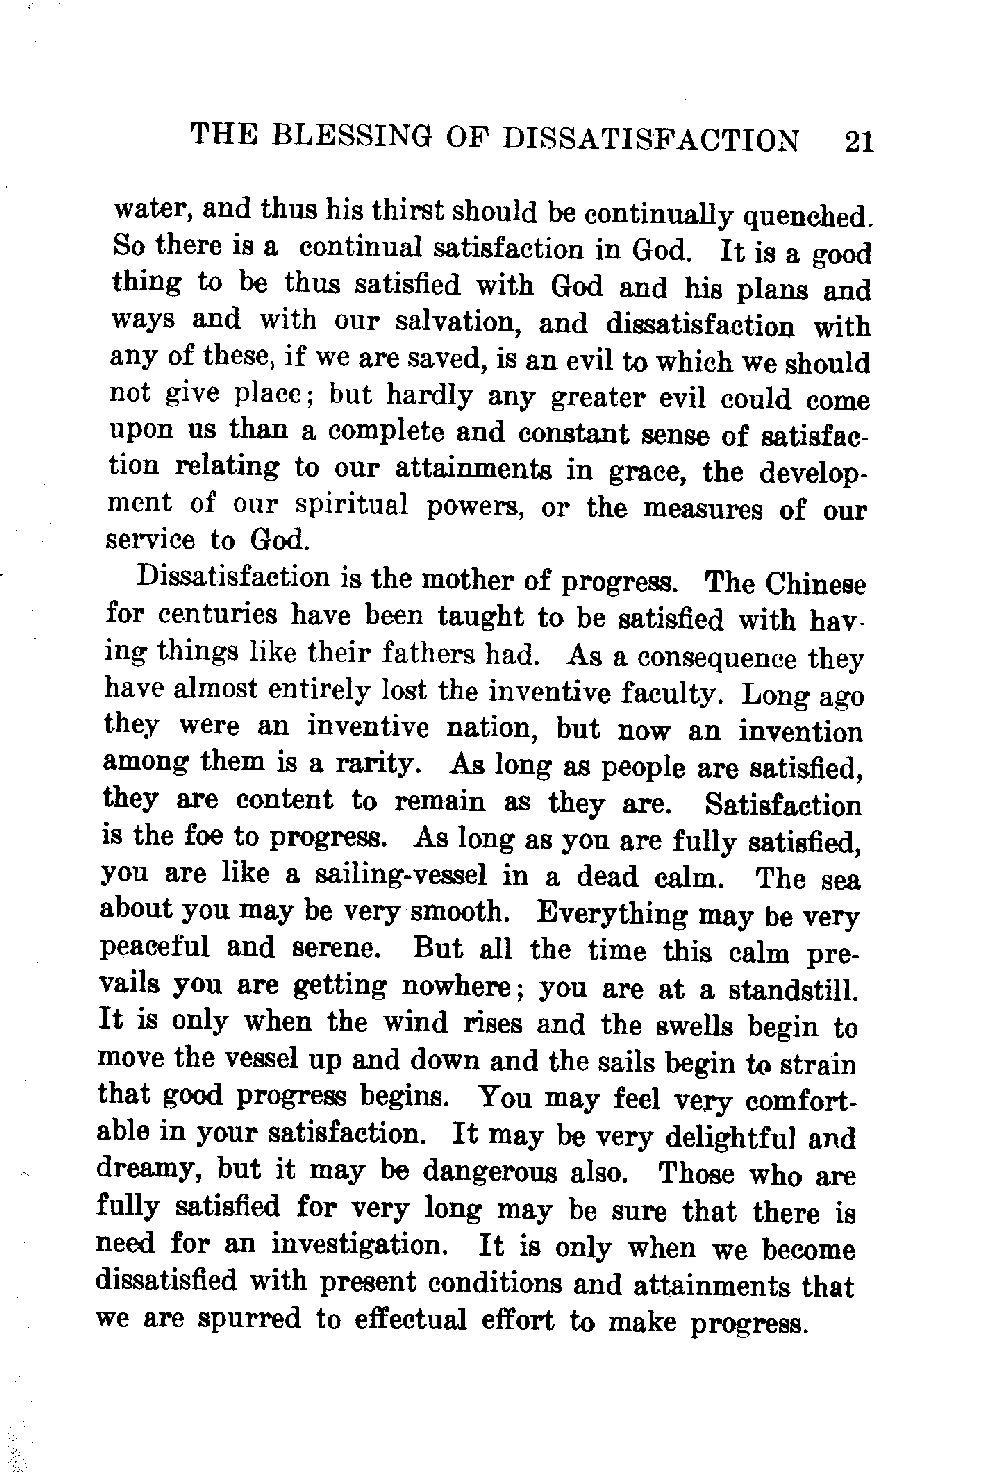 THE BLESSING OF DISSATISFACTION 21
water, and thus his thirst should be continually quenched.
So there is a continual satisfaction in God. It is a good
thing to be thus satisfied with God and his plans and
ways and with our salvation, and dissatisfaction with
any of these, if we are saved, is an evil to which we should
not give place; but hardly any greater evil could come
upon us than a complete and constant sense of satisfac-
tion relating to our attainments in grace, the develop-
ment of our spiritual powers, or the measures of our
service to God.
Dissatisfaction is the mother of progress. The Chinese
for centuries have been taught to be satisfied with hav-
ing things like their fathers had. As a consequence they
have almost entirely lost the inventive faculty. Long ago
they were an inventive nation, but now an invention
among them is a rarity. As long as people are satisfied,
they are content to remain as they are. Satisfaction
is the foe to progress. As long as you are fully satisfied,
you are like a sailing-vessel in a dead calm. The sea
about you may be very smooth. Everything may be very
peaceful and serene. But all the time this calm pre-
vails you are getting nowhere; you are at a standstill.
It is only when the wind rises and the swells begin to
move the vessel up and down and the sails begin to strain
that good progress begins. You may feel very comfort-
able in your satisfaction. It may be very delightful and
dreamy, but it may be dangerous also. Those who are
fully satisfied for very long may be sure that there is
need for an investigation. It is only when we become
dissatisfied with present conditions and attainments that
we are spurred to effectual effort to make progress.